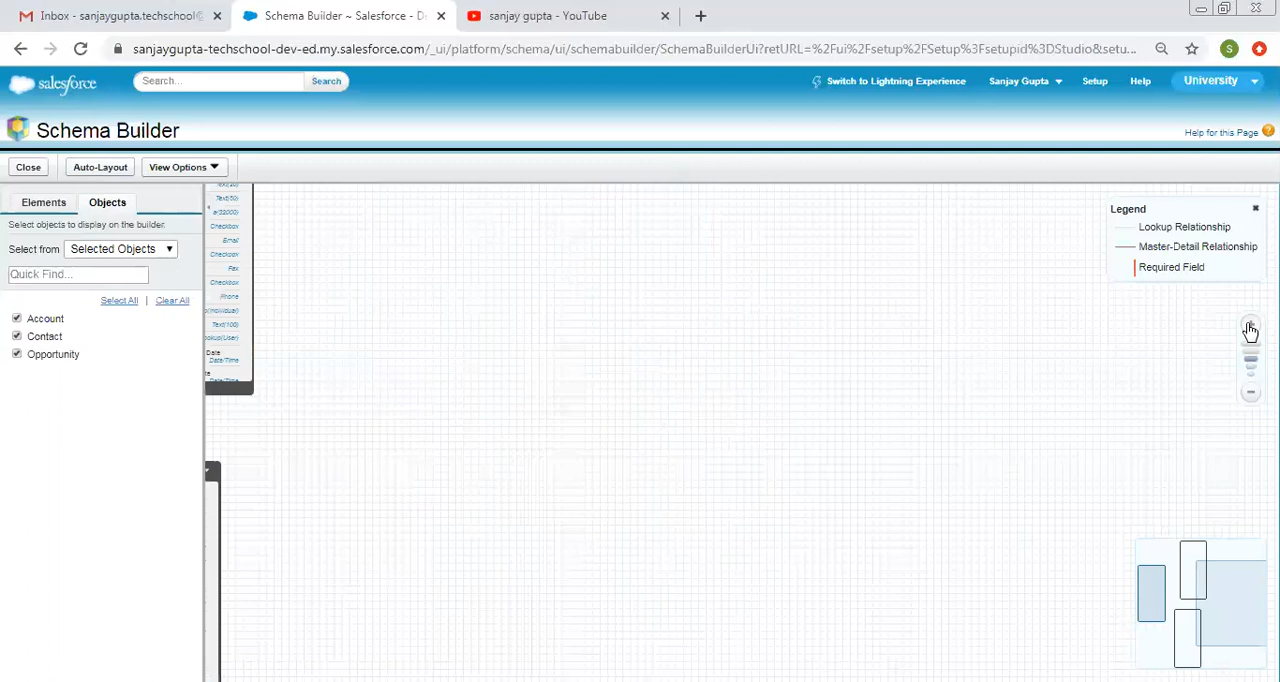 Inbox - sanjaygupta.techschool@
Schema Builder ~ Salesforce - De
sanjay gupta - YouTube
sanjaygupta-techschool-dev-ed.my.salesforce.com/_ui/platform/schema/ui/schemabuilder/SchemaBuilderUi?retURL=%2Fui%2Fsetup%2FSetup%3Fsetupid%3DStudio&setu...
S
salesforce
Search...
Search
Switch to Lightning Experience
Sanjay Gupta
Setup
Help
University
Schema Builder
Help for this Page
Close
Auto-Layout
View Options
Elements
Objects
Select objects to display on the builder.
Select from
Selected Objects
Quick Find...
Select All | Clear All
Account
Contact
Opportunity
Text(50)
Checkbox
Email
Checkbox
Fax
Checkbox
Phone
Text(100)
Date
Date/Time
Legend
Lookup Relationship
Master-Detail Relationship
Required Field